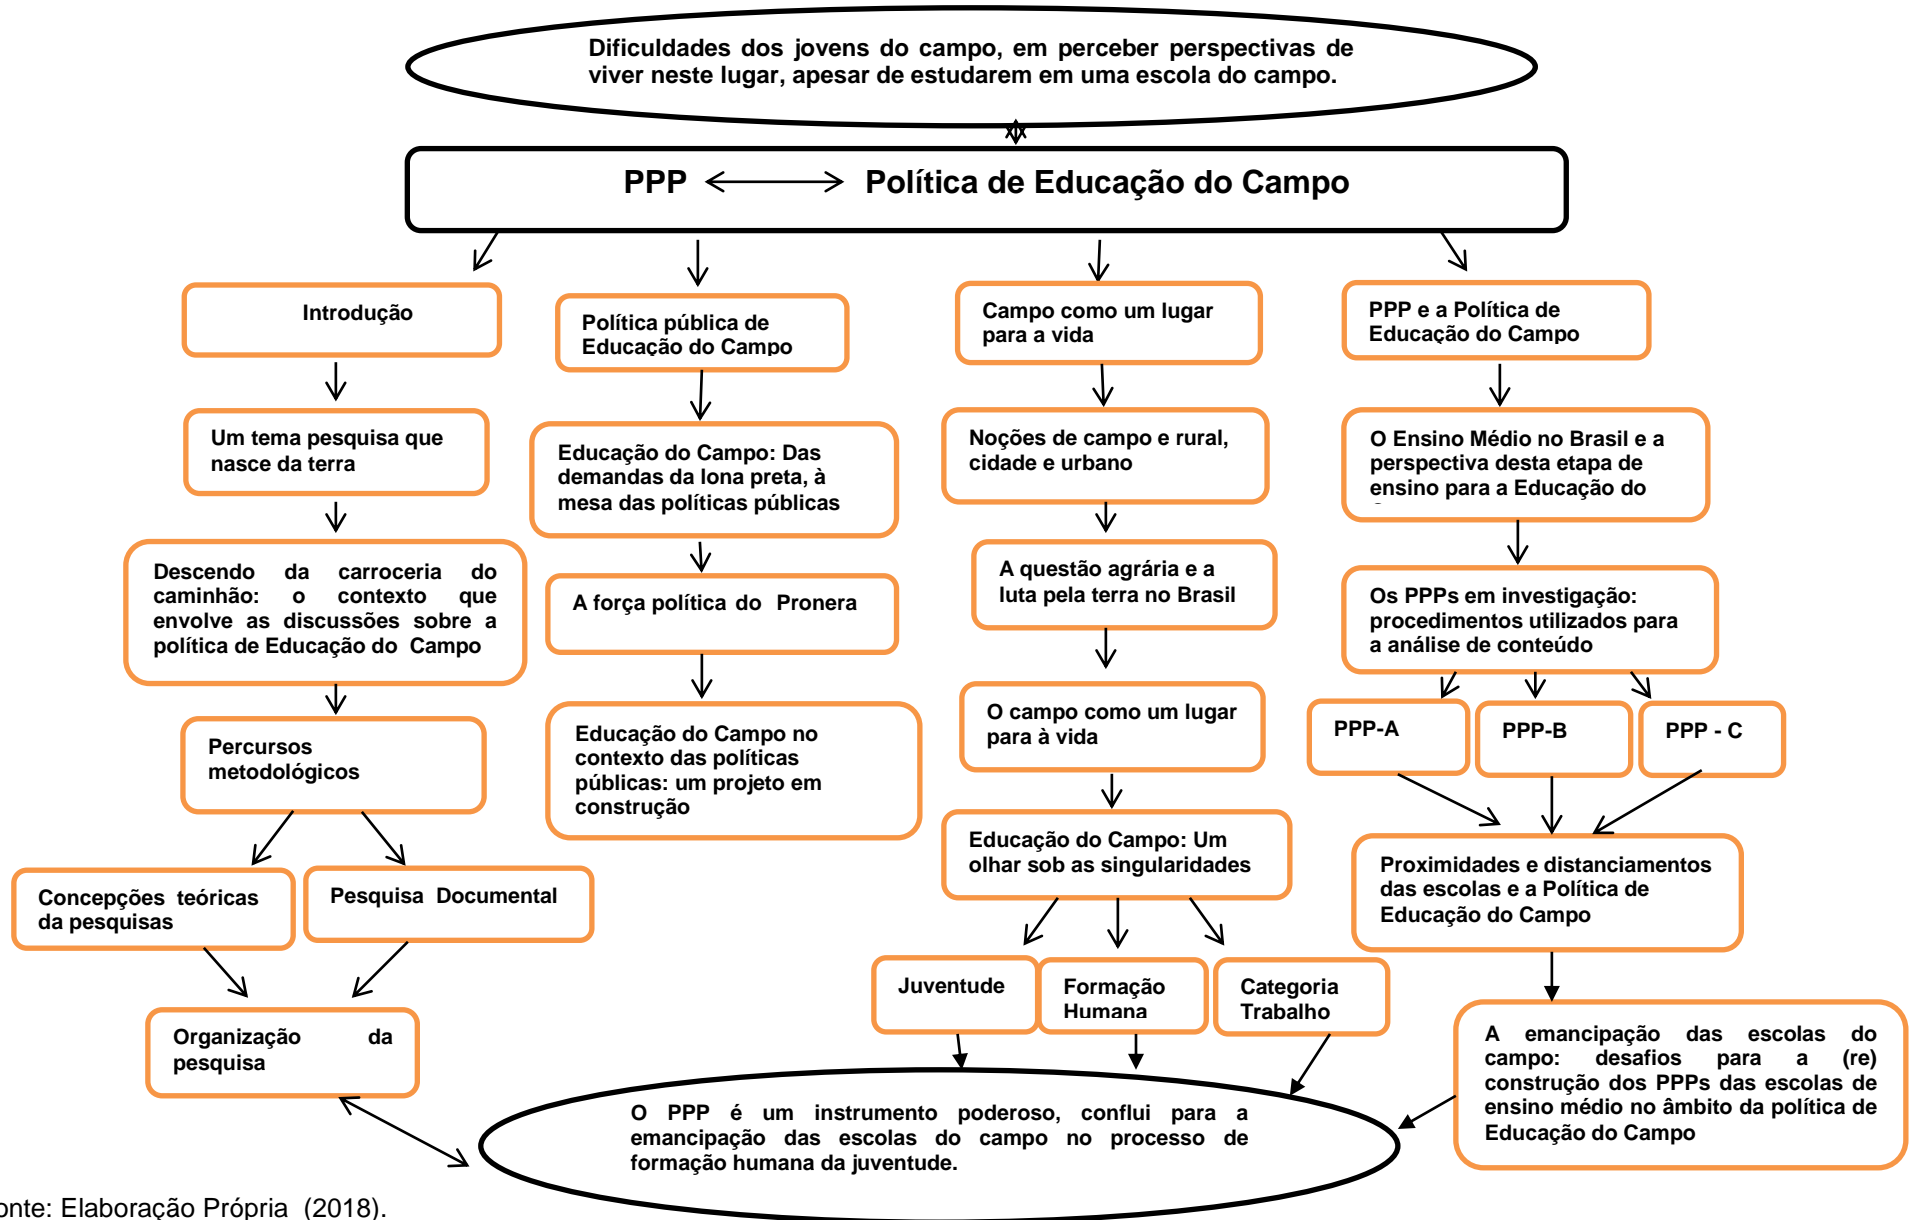 Dificuldades dos jovens do campo, em perceber perspectivas de
viver neste lugar, apesar de estudarem em uma escola do campo.
PPP Política de Educação do Campo
Introdução
Um tema pesquisa que
nasce da terra
Descendo da carroceria do
caminhão: o contexto que
envolve as discussões sobre a
política de Educação do Campo
Percursos
metodológicos
Concepções teóricas
da pesquisas
Pesquisa Documental
Organização da
pesquisa
Política pública de
Educação do Campo
Educação do Campo: Das
demandas da lona preta, à
mesa das políticas públicas
A força política do Pronera
Educação do Campo no
contexto das políticas
públicas: um projeto em
construção
Campo como um lugar
para a vida
Noções de campo e rural,
cidade e urbano
A questão agrária e a
luta pela terra no Brasil
O campo como um lugar
para à vida
Educação do Campo: Um
olhar sob as singularidades
Juventude
Formação
Humana
Categoria
Trabalho
PPP e a Política de
Educação do Campo
O Ensino Médio no Brasil e a
perspectiva desta etapa de
ensino para a Educação do
Os PPPs em investigação:
procedimentos utilizados para
a análise de conteúdo
PPP-A
PPP-B
PPP - C
Proximidades e distanciamentos
das escolas e a Política de
Educação do Campo
A emancipação das escolas do
campo: desafios para a (re)
construção dos PPPs das escolas de
ensino médio no âmbito da política de
Educação do Campo
O PPP é um instrumento poderoso, conflui para a
emancipação das escolas do campo no processo de
formação humana da juventude.
onte: Elaboração Própria (2018).